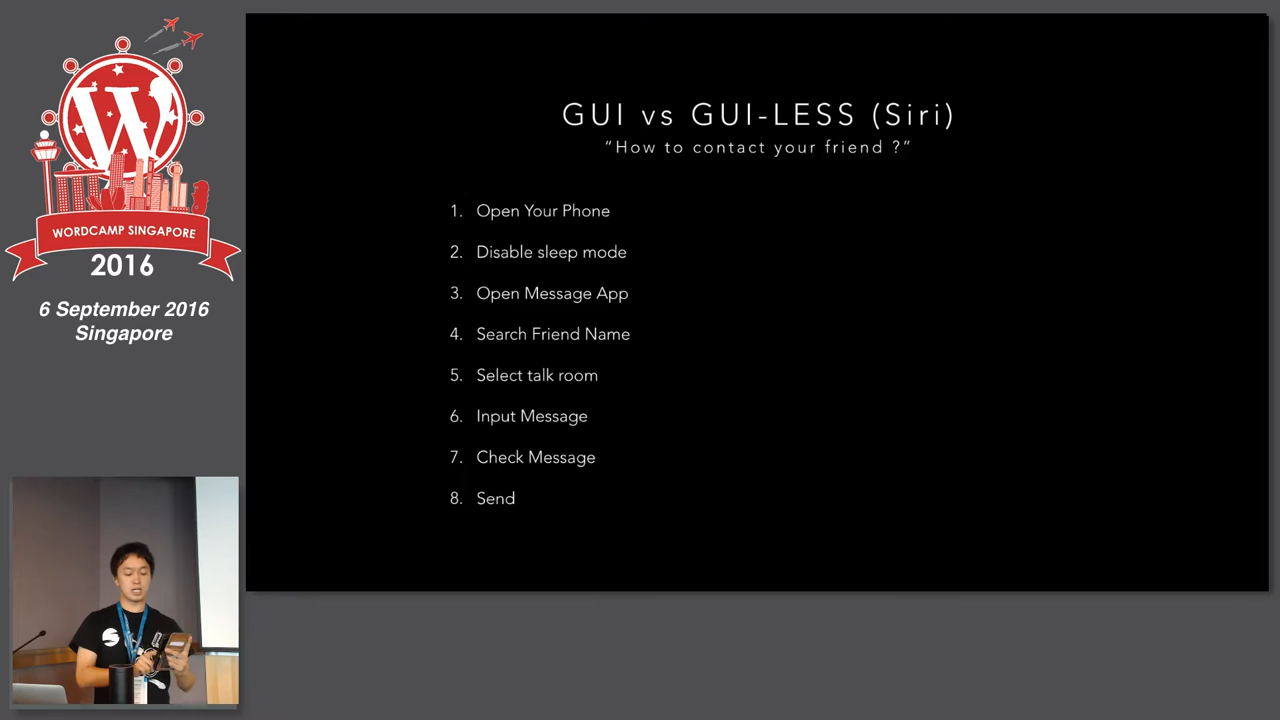 WORDCAMP SINGAPORE
2016
6 September 2016
Singapore
GUI vs GUI-LESS (Siri)
“How to contact your friend ?”
1. Open Your Phone
2. Disable sleep mode
3. Open Message App
4. Search Friend Name
5. Select talk room
6. Input Message
7. Check Message
8. Send